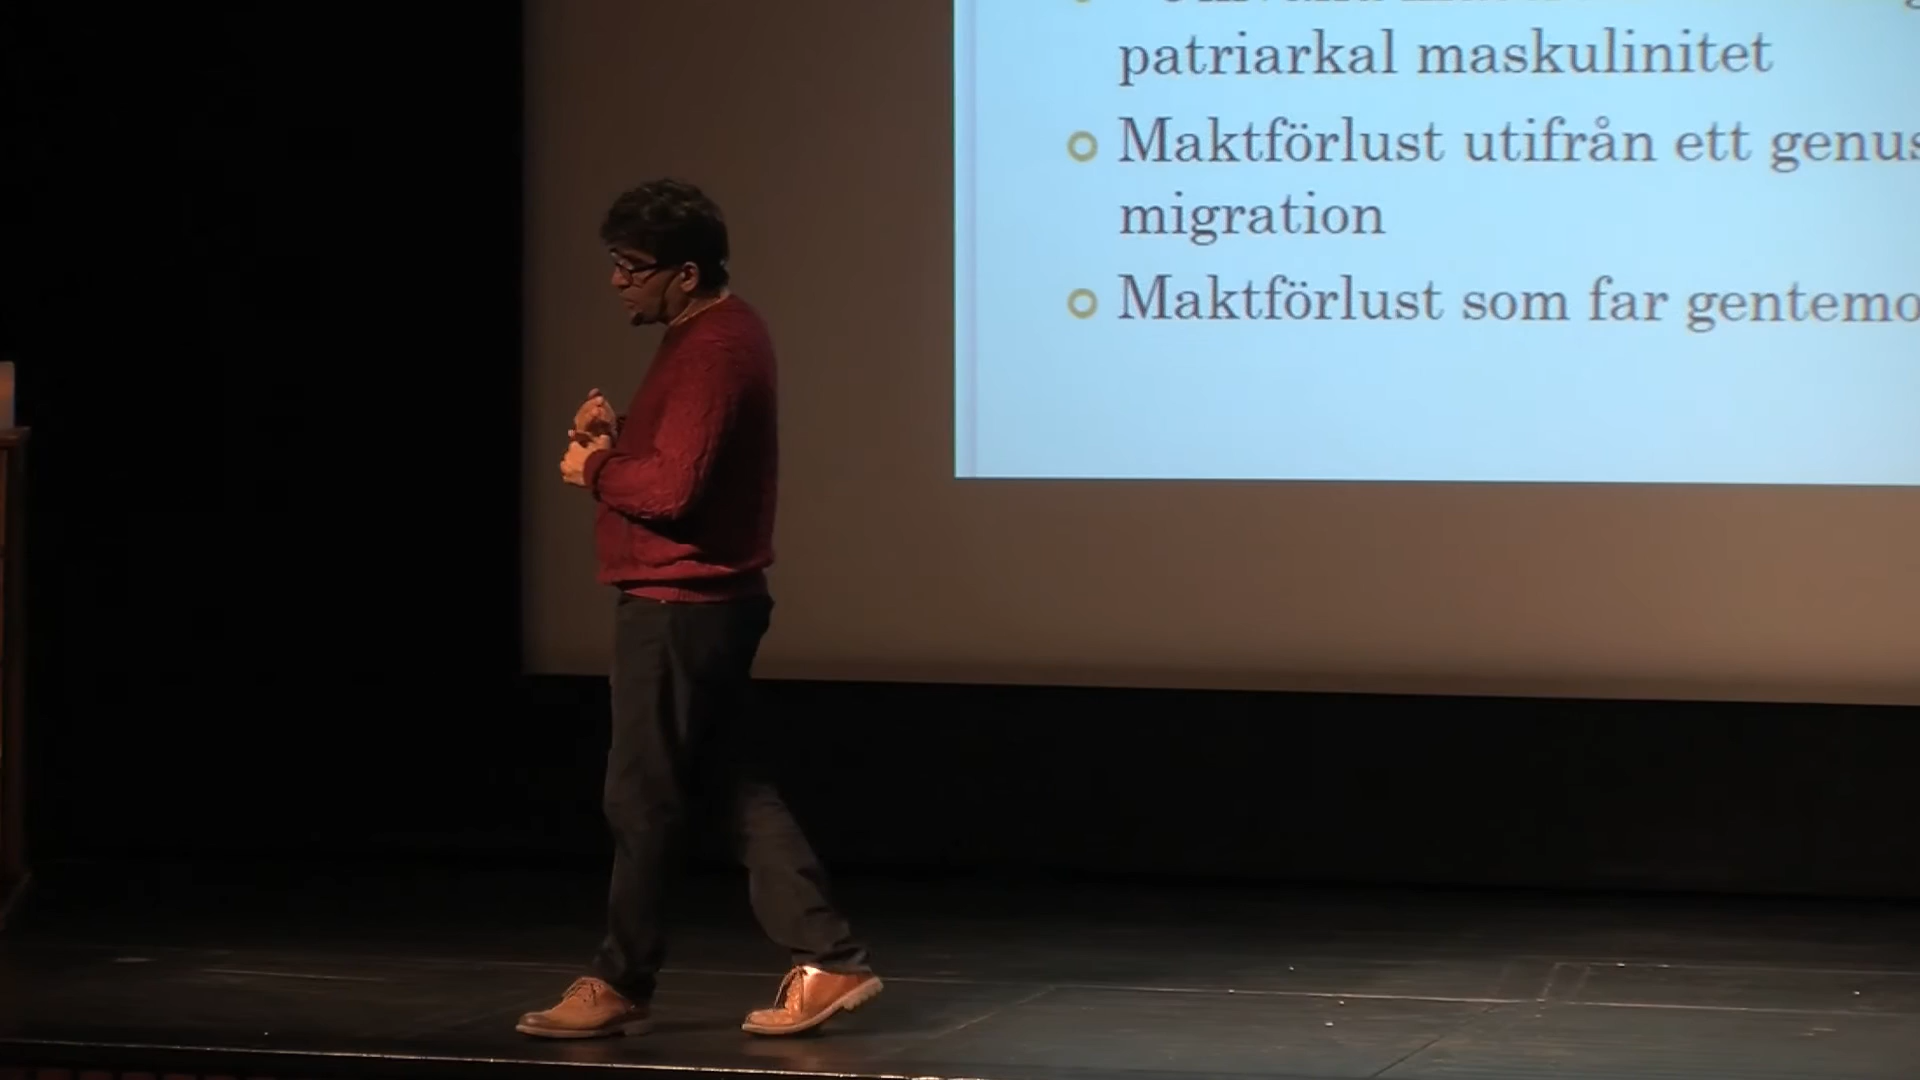 patriarkal maskulinitet
Maktförlust utifrån ett genus
migration
Maktförlust som far gentemo